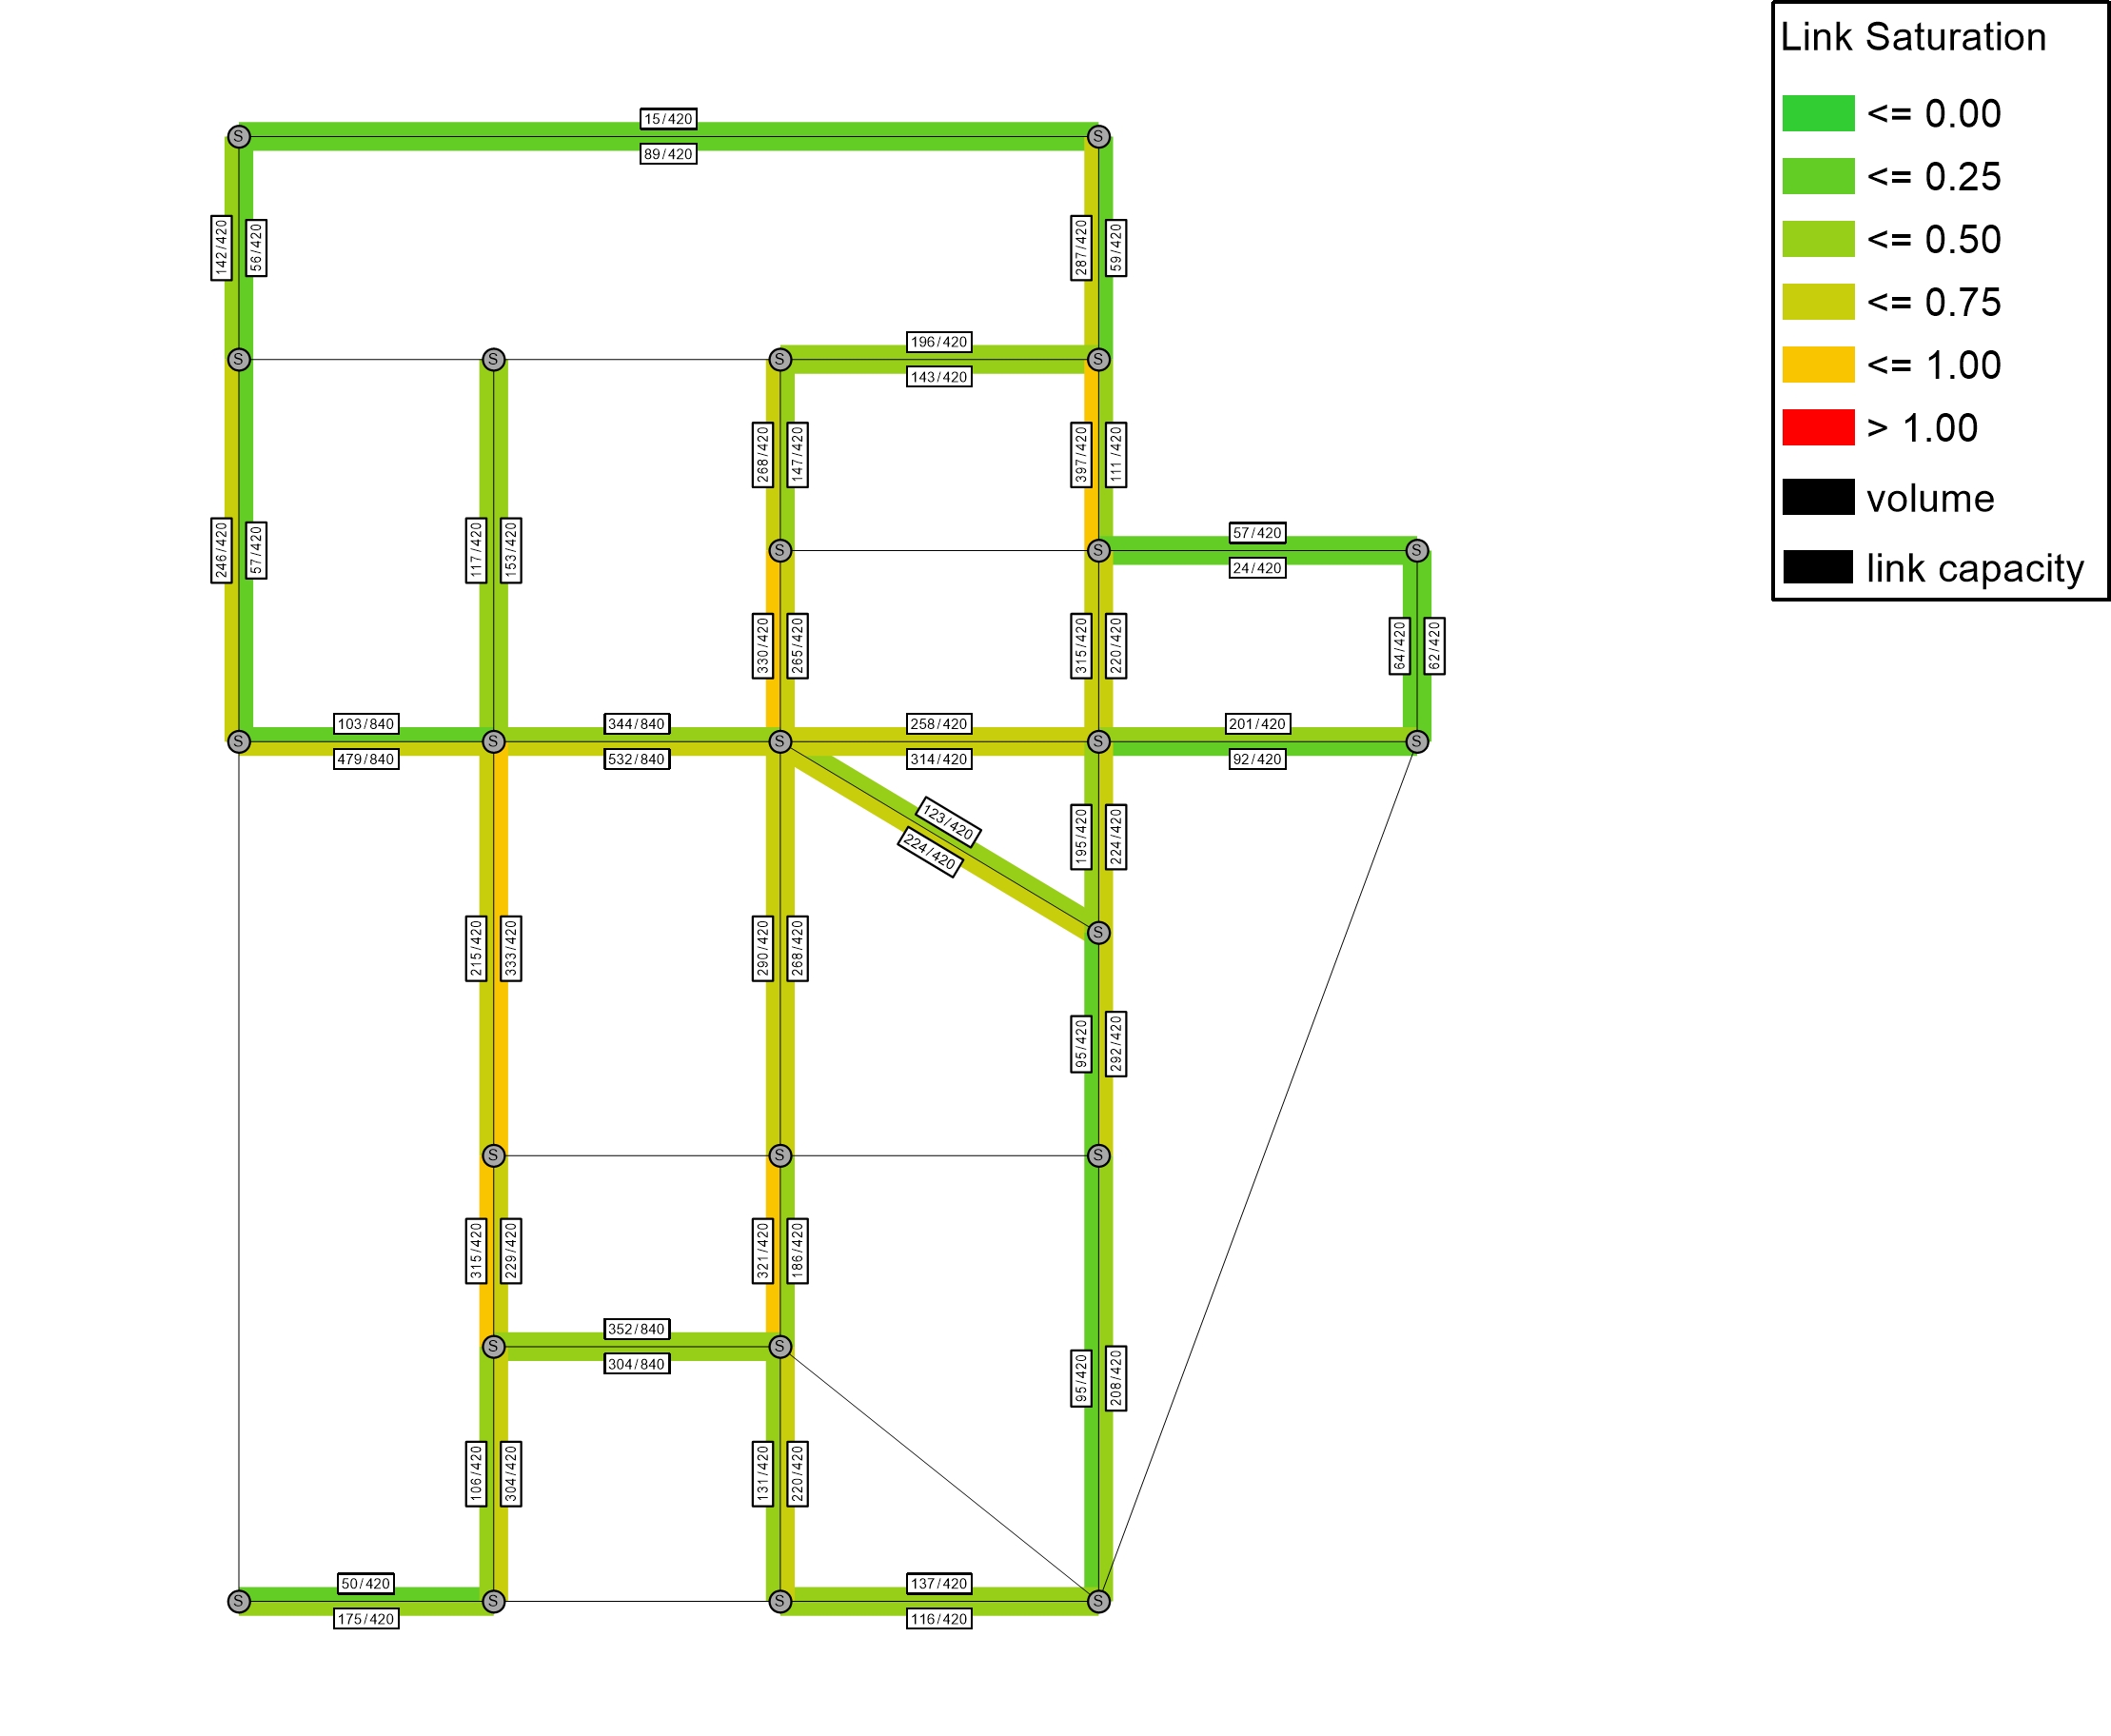 Link Saturation
<= 0.00
<= 0.25
<= 0.50
<= 0.75
<= 1.00
> 1.00
volume
link capacity
S
15/420
89/420
S
142/420
56/420
287/420
59/420
S
S
S
196/420
143/420
S
268/420
147/420
397/420
111/420
246/420
57/420
117/420
153/420
S
S
57/420
24/420
S
330/420
265/420
315/420
220/420
64/420
62/420
S
103/840
479/840
S
344/840
532/840
S
258/420
314/420
S
201/420
92/420
S
123/420
224/420
195/420
224/420
S
215/420
333/420
290/420
268/420
95/420
292/420
S
S
S
315/420
229/420
321/420
186/420
S
352/840
304/840
S
95/420
208/420
106/420
304/420
131/420
220/420
S
50/420
175/420
S
S
137/420
116/420
S